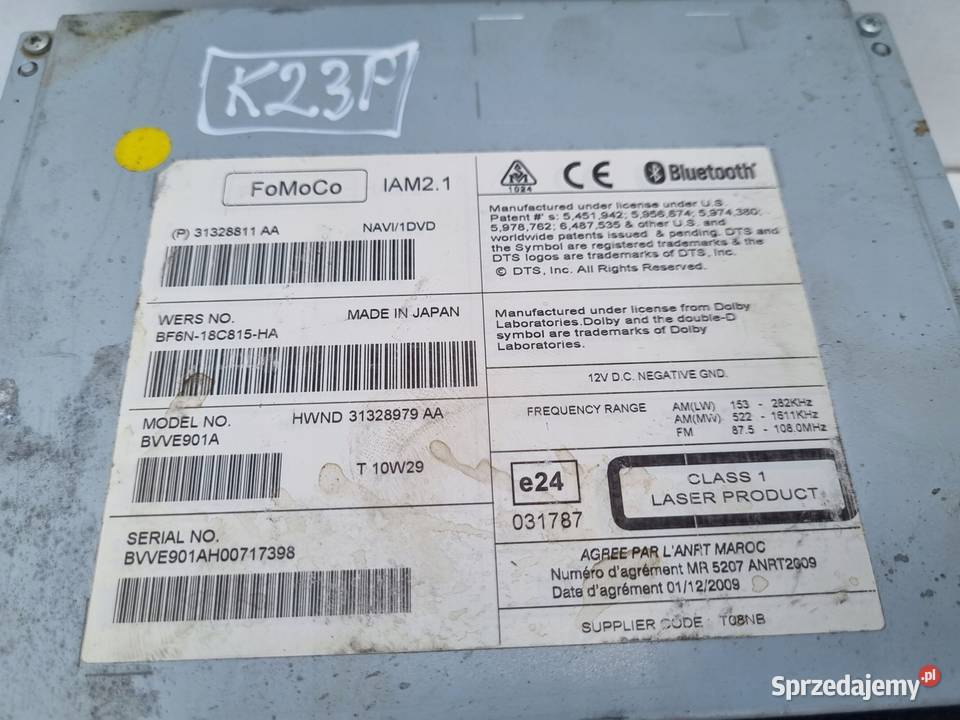 K23P
FoMoCo IAM2.1
(P) 31328811 AA NAVI/1DVD
WERS NO. MADE IN JAPAN
BF6N-18C815-HA
MODEL NO. HWND 31328979 AA
BVVE901A
T 10W29
SERIAL NO.
BVVE901AH00717398
1024
CE
Bluetooth
Manufactured under license under U.S.
Patent #' s: 5,451,942; 5,956,674; 5,974,380;
5,978,762; 6,487,535 & other U.S. and
worldwide patents issued & pending. DTS and
the Symbol are registered trademarks & the
DTS logos are trademarks of DTS, Inc.
© DTS, Inc. All Rights Reserved.
Manufactured under license from Dolby
Laboratories.Dolby and the double-D
symbol are trademarks of Dolby
Laboratories.
12V D.C. NEGATIVE GND.
FREQUENCY RANGE AM(LW) 153 - 282KHz
AM(MW) 522 - 1611KHz
FM 87.5 - 108.0MHz
e24
031787
CLASS 1
LASER PRODUCT
AGREE PAR L'ANRT MAROC
Numéro d'agrément MR 5207 ANRT2009
Date d'agrément 01/12/2009
SUPPLIER CODE T08NB
Sprzedajemy.pl